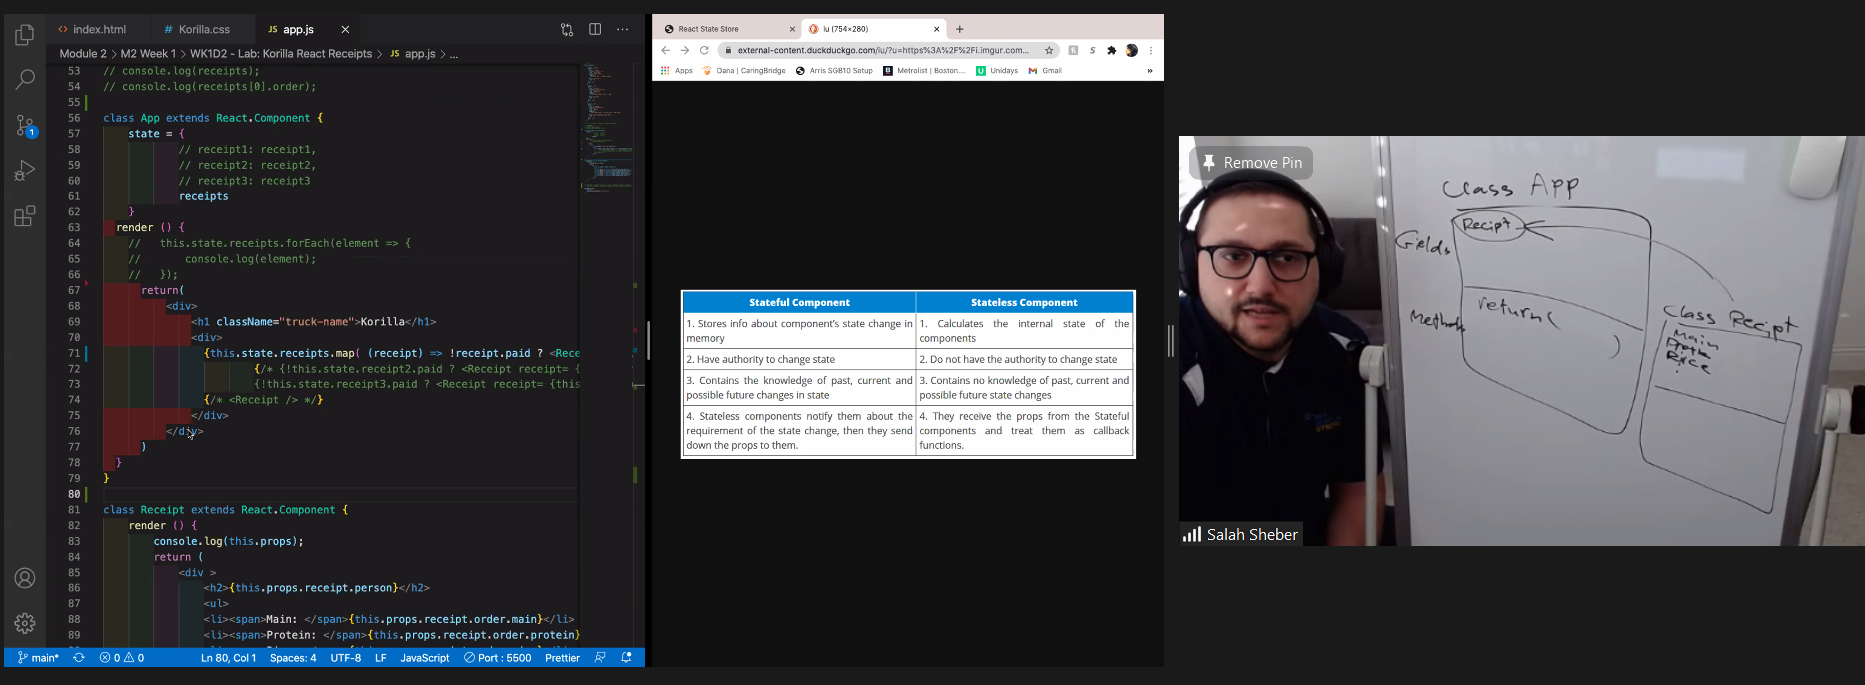 index.html
Korilla.css
app.js
Module 2 > M2 Week 1 > WK1D2 - Lab: Korilla React Receipts > JS app.js > ...
53 // console.log(receipts);
54 // console.log(receipts[0].order);
55
56 class App extends React.Component {
57 state = {
58 // receipt1: receipt1,
59 // receipt2: receipt2,
60 // receipt3: receipt3
61 receipts
62 }
63 render () {
64 // this.state.receipts.forEach(element => {
65 // console.log(element);
66 // });
67 return(
68 <div>
69 <h1 className="truck-name">Korilla</h1>
70 <div>
71 {this.state.receipts.map( (receipt) => !receipt.paid ? <Rece
72 {/* {!this.state.receipt2.paid ? <Receipt receipt= {
73 {!this.state.receipt3.paid ? <Receipt receipt= {this
74 {/* <Receipt /> */}
75 </div>
76 </div>
77 )
78 }
79 }
80
81 class Receipt extends React.Component {
82 render () {
83 console.log(this.props);
84 return (
85 <div >
86 <h2>{this.props.receipt.person}</h2>
87 <ul>
88 <li><span>Main: </span>{this.props.receipt.order.main}</li>
89 <li><span>Protein: </span>{this.props.receipt.order.protein}
main* 0 0 Ln 80, Col 1 Spaces: 4 UTF-8 LF JavaScript Port : 5500 Prettier
1
React State Store
iu (754×280)
external-content.duckduckgo.com/iu/?u=https%3A%2F%2Fi.imgur.com...
Apps Dana | CaringBridge Arris SGB10 Setup Metrolist | Boston.... Unidays Gmail »
Stateful Component Stateless Component
1. Stores info about component's state change in memory
1. Calculates the internal state of the components
2. Have authority to change state
2. Do not have the authority to change state
3. Contains the knowledge of past, current and possible future changes in state
3. Contains no knowledge of past, current and possible future state changes
4. Stateless components notify them about the requirement of the state change, then they send down the props to them.
4. They receive the props from the Stateful components and treat them as callback functions.
Remove Pin
Salah Sheber
Class App
Recipt
Fields
Methods
return(
)
Class Recipt
Main
Rice